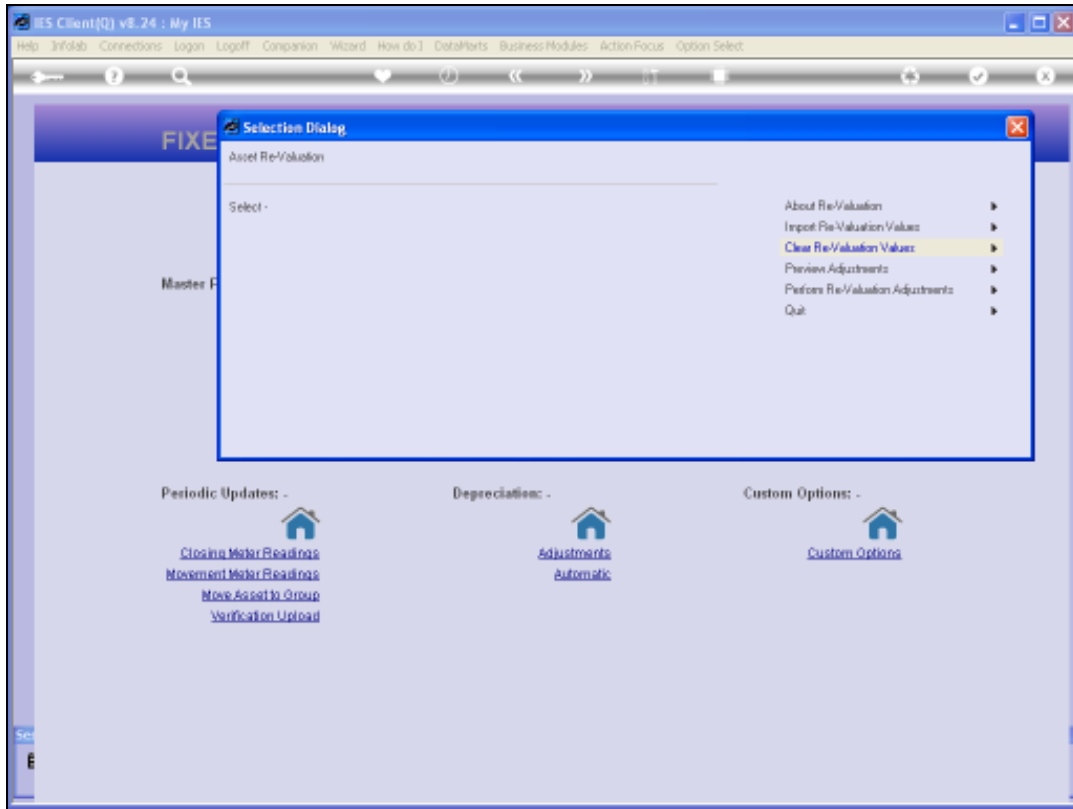 IES Client(Q) v8.24 : My IES
Help Infolab Connections Logon Logoff Companion Wizard How do I DataMarts Business Modules Action Focus Option Select
FIXE
Selection Dialog
Asset Re-Valuation
Select -
About Re-Valuation
Import Re-Valuation Values
Clear Re-Valuation Values
Preview Adjustments
Perform Re-Valuation Adjustments
Quit
Master F
Periodic Updates: -
Closing Meter Readings
Movement Meter Readings
Move Asset to Group
Verification Upload
Depreciation: -
Adjustments
Automatic
Custom Options: -
Custom Options
Se